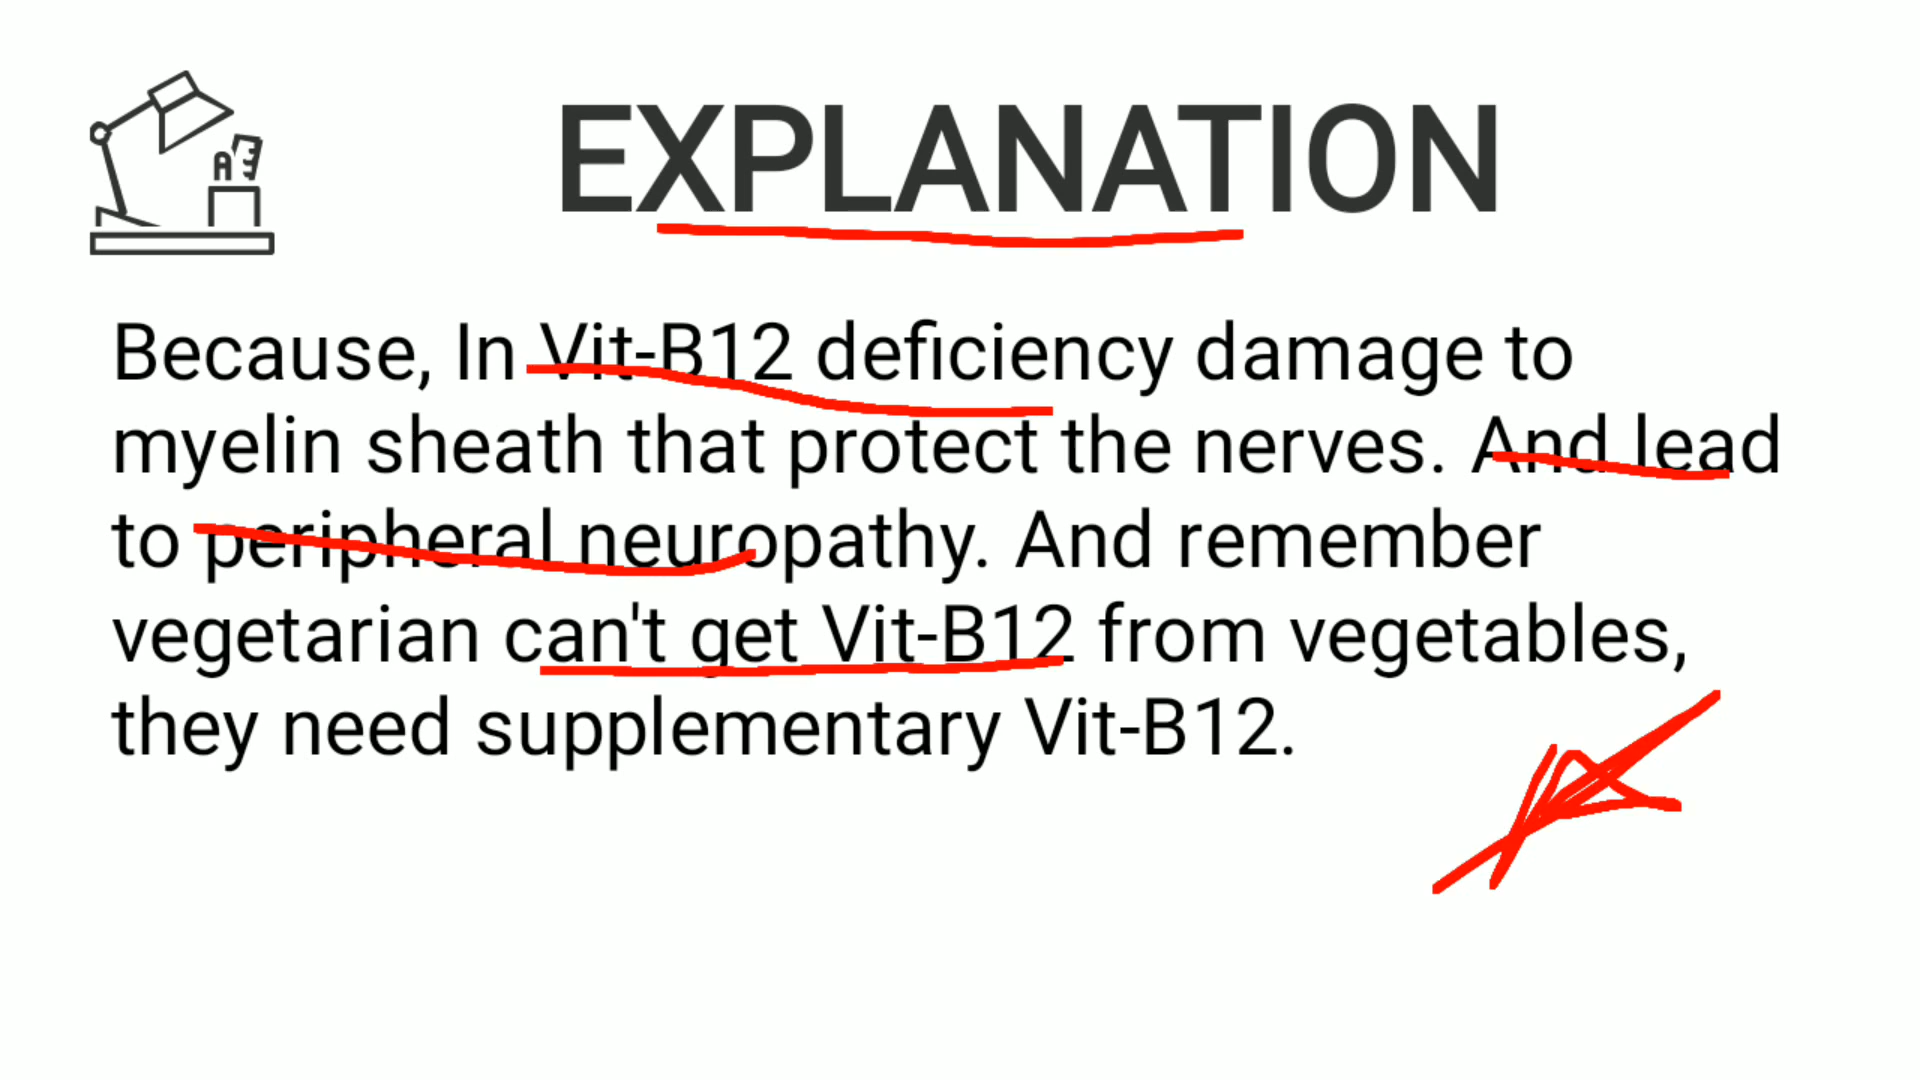 EXPLANATION
Because, In Vit-B12 deficiency damage to
myelin sheath that protect the nerves. And lead
to peripheral neuropathy. And remember
vegetarian can't get Vit-B12 from vegetables,
they need supplementary Vit-B12.